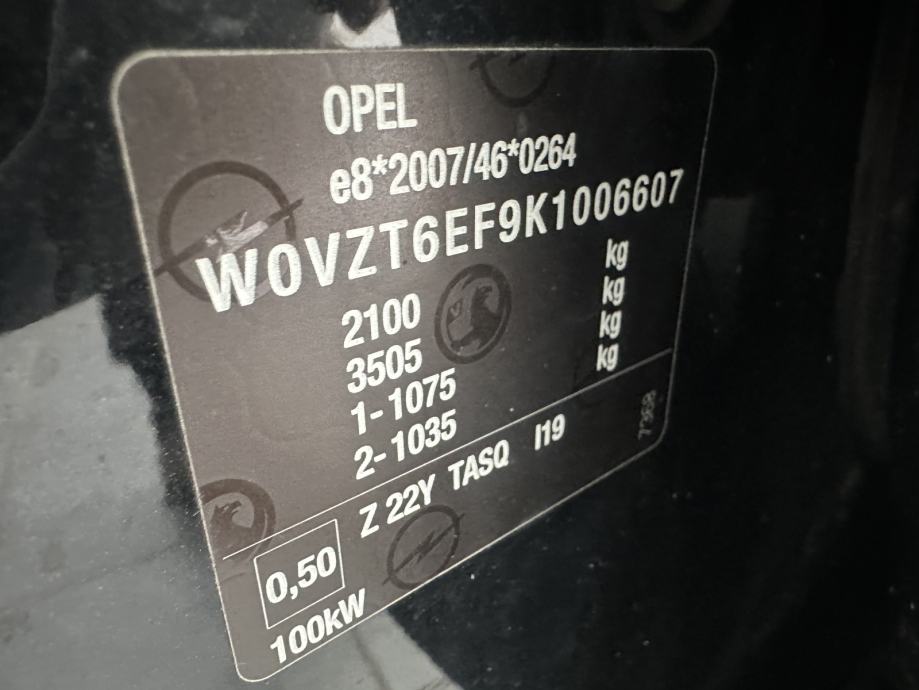 OPEL
e8*2007/46*0264
W0VZT6EF9K1006607
2100 kg
3505 kg
1-1075 kg
2-1035 kg
Z 22Y TASQ I19
7368
0,50
100kW